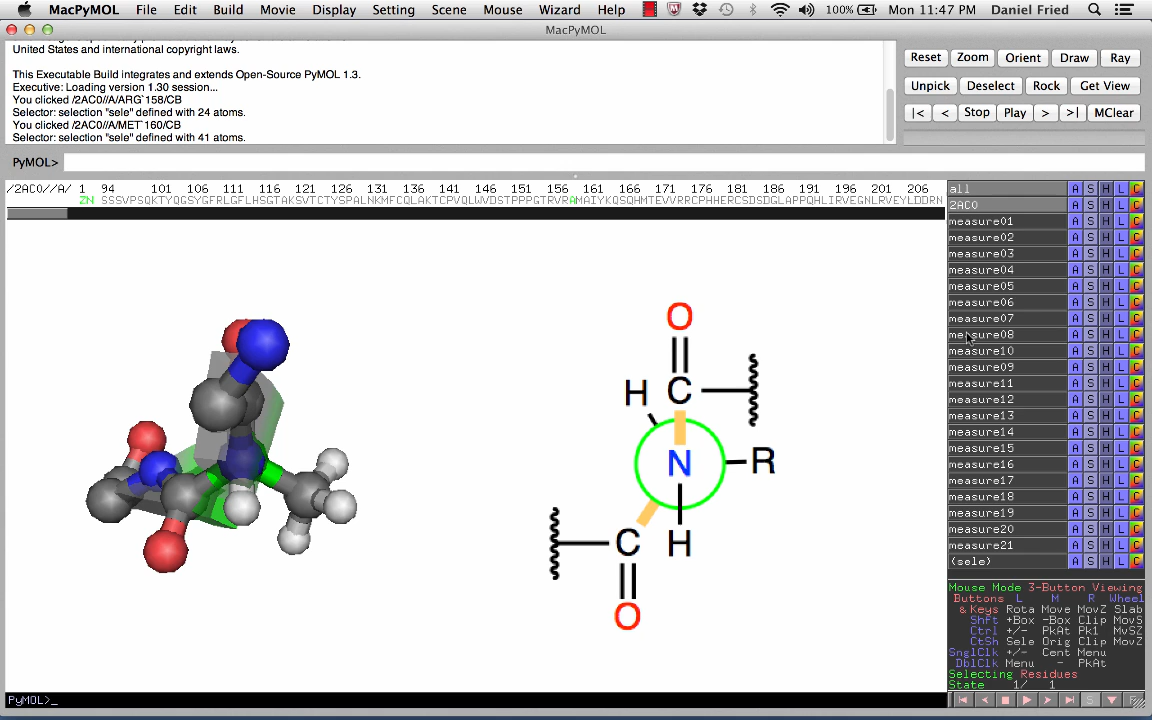 MacPyMOL File Edit Build Movie Display Setting Scene Mouse Wizard Help 100% Mon 11:47 PM Daniel Fried
MacPyMOL
United States and international copyright laws.
This Executable Build integrates and extends Open-Source PyMOL 1.3.
Executive: Loading version 1.30 session...
You clicked /2AC0//A/ARG`158/CB
Selector: selection "sele" defined with 24 atoms.
You clicked /2AC0//A/MET`160/CB
Selector: selection "sele" defined with 41 atoms.
Reset Zoom Orient Draw Ray
Unpick Deselect Rock Get View
|< < Stop Play > >| MClear
PyMOL>
/2AC0//A/ 1 94 101 106 111 116 121 126 131 136 141 146 151 156 161 166 171 176 181 186 191 196 201 206
ZN SSSVPSQKTYQGSYGFRLGFLHSGTAKSVTCTYSPALNKMFCQLAKTCPVQLWVDSTPPPGTRVRAMAIYKQSQHMTEVVRRCPHHERCSDSDGLAPPQHLIRVEGNLRVEYLDDRN
all A S H L C
2AC0 A S H L C
measure01 A S H L C
measure02 A S H L C
measure03 A S H L C
measure04 A S H L C
measure05 A S H L C
measure06 A S H L C
measure07 A S H L C
measure08 A S H L C
measure10 A S H L C
measure09 A S H L C
measure11 A S H L C
measure12 A S H L C
measure13 A S H L C
measure14 A S H L C
measure15 A S H L C
measure16 A S H L C
measure17 A S H L C
measure18 A S H L C
measure19 A S H L C
measure20 A S H L C
measure21 A S H L C
(sele) A S H L C
O
H C
N R
C H
O
Mouse Mode 3-Button Viewing
Buttons L M R Wheel
& Keys Rota Move MovZ Slab
Shft +Box -Box Clip MovS
Ctrl +/- PkAt Pk1 MvSZ
CtSh Sele Orig Clip MovZ
SnglClk +/- Cent Menu
DblClk Menu - PkAt
Selecting Residues
State 1/ 1
PyMOL>_ S